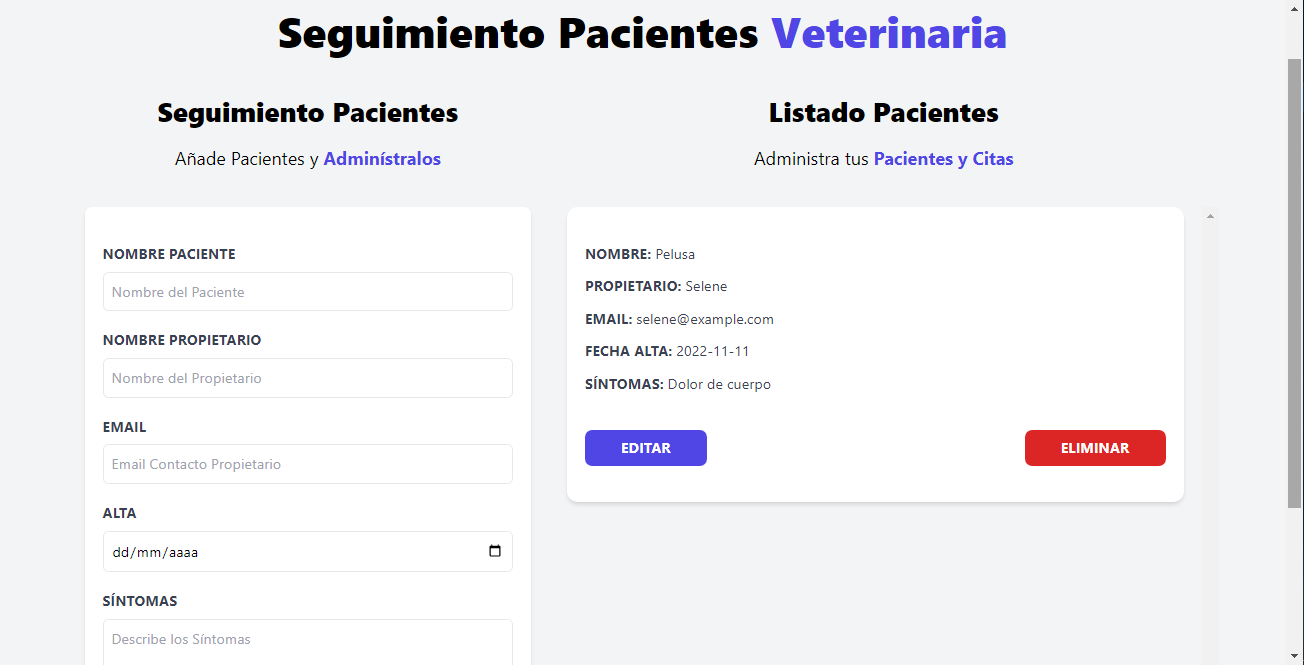 Seguimiento Pacientes Veterinaria
Seguimiento Pacientes
Añade Pacientes y Adminístralos
NOMBRE PACIENTE
Nombre del Paciente
NOMBRE PROPIETARIO
Nombre del Propietario
EMAIL
Email Contacto Propietario
ALTA
dd/mm/aaaa
SÍNTOMAS
Describe los Síntomas
Listado Pacientes
Administra tus Pacientes y Citas
NOMBRE: Pelusa
PROPIETARIO: Selene
EMAIL: selene@example.com
FECHA ALTA: 2022-11-11
SÍNTOMAS: Dolor de cuerpo
EDITAR
ELIMINAR